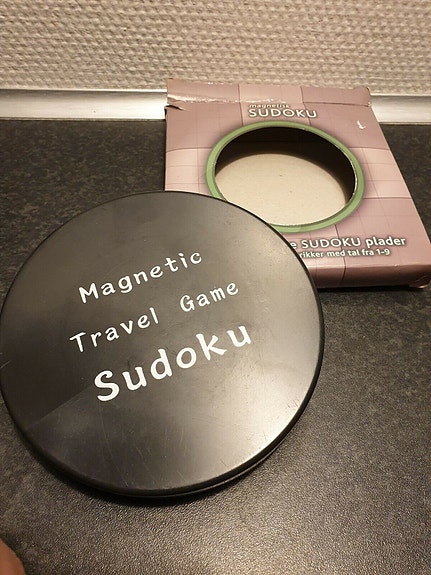 magnetisk
SUDOKU
e SUDOKU plader
rikker med tal fra 1-9
Magnetic
Travel Game
Sudoku